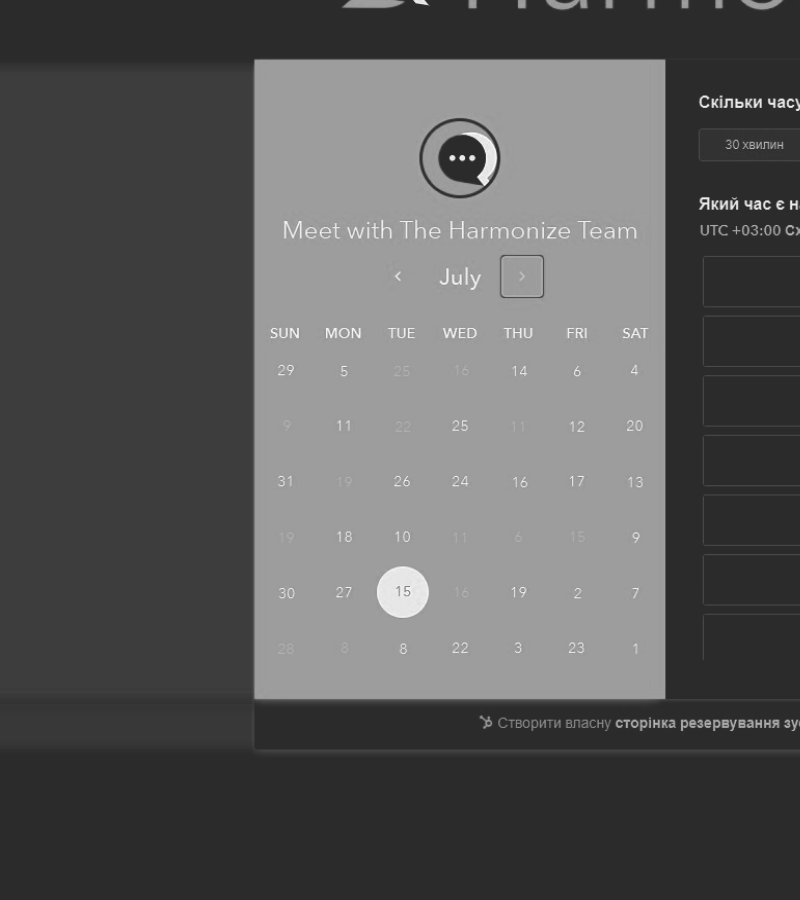 Harmo
Скільки часу
30 хвилин
Який час є н
UTC +03:00 Сх
Meet with The Harmonize Team
July
SUN MON TUE WED THU FRI SAT
29 5 25 16 14 6 4
9 11 22 25 11 12 20
31 19 26 24 16 17 13
19 18 10 11 6 15 9
30 27 15 16 19 2 7
28 8 8 22 3 23 1
Створити власну сторінка резервування зу